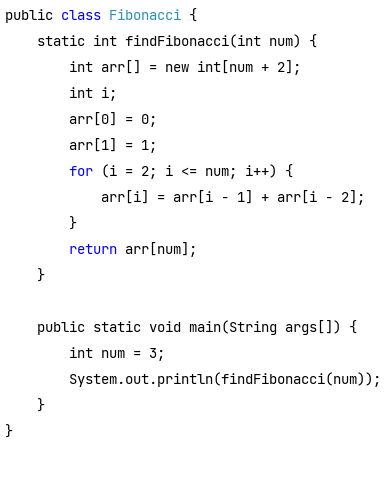 public class Fibonacci {
    static int findFibonacci(int num) {
        int arr[] = new int[num + 2];
        int i;
        arr[0] = 0;
        arr[1] = 1;
        for (i = 2; i <= num; i++) {
            arr[i] = arr[i - 1] + arr[i - 2];
        }
        return arr[num];
    }

    public static void main(String args[]) {
        int num = 3;
        System.out.println(findFibonacci(num));
    }
}